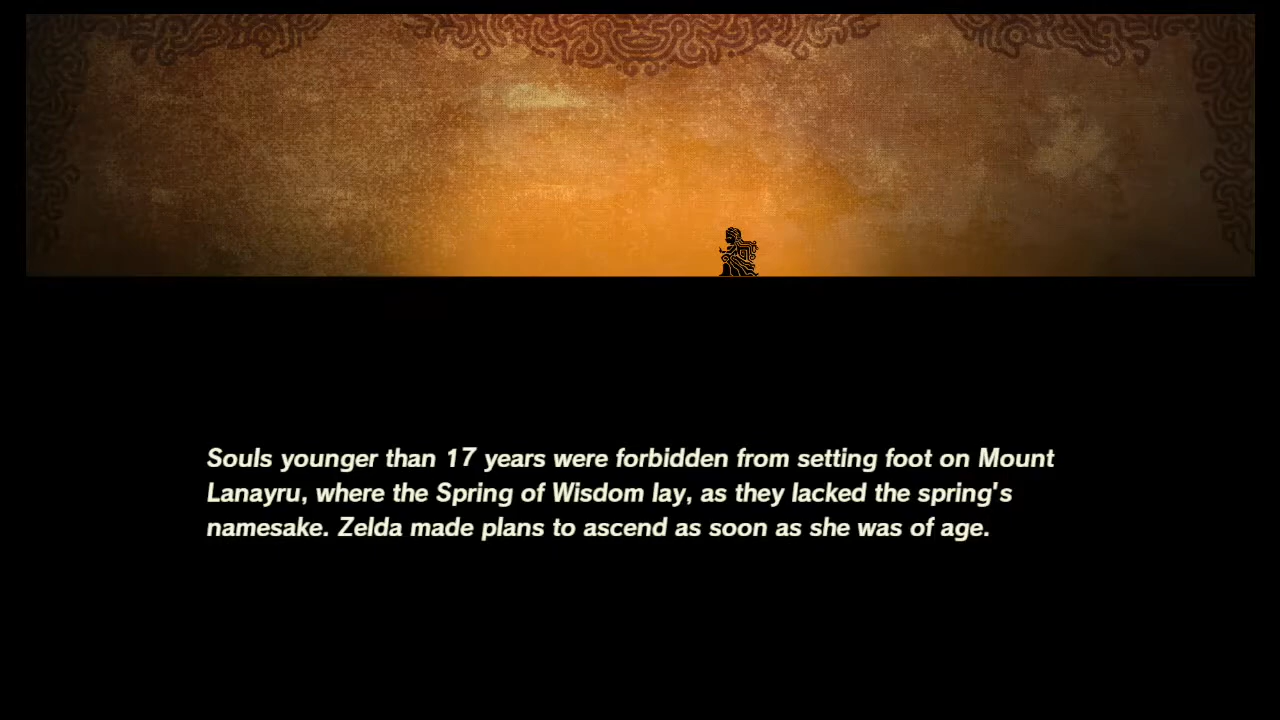 Souls younger than 17 years were forbidden from setting foot on Mount
Lanayru, where the Spring of Wisdom lay, as they lacked the spring's
namesake. Zelda made plans to ascend as soon as she was of age.